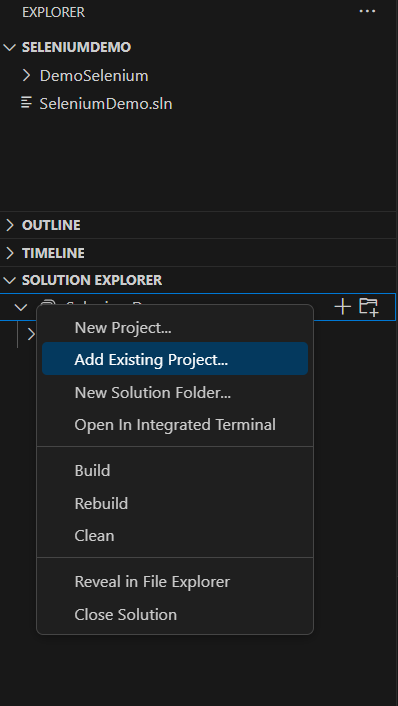 EXPLORER
SELENIUMDEMO
DemoSelenium
SeleniumDemo.sln
OUTLINE
TIMELINE
SOLUTION EXPLORER
New Project...
Add Existing Project...
New Solution Folder...
Open In Integrated Terminal
Build
Rebuild
Clean
Reveal in File Explorer
Close Solution